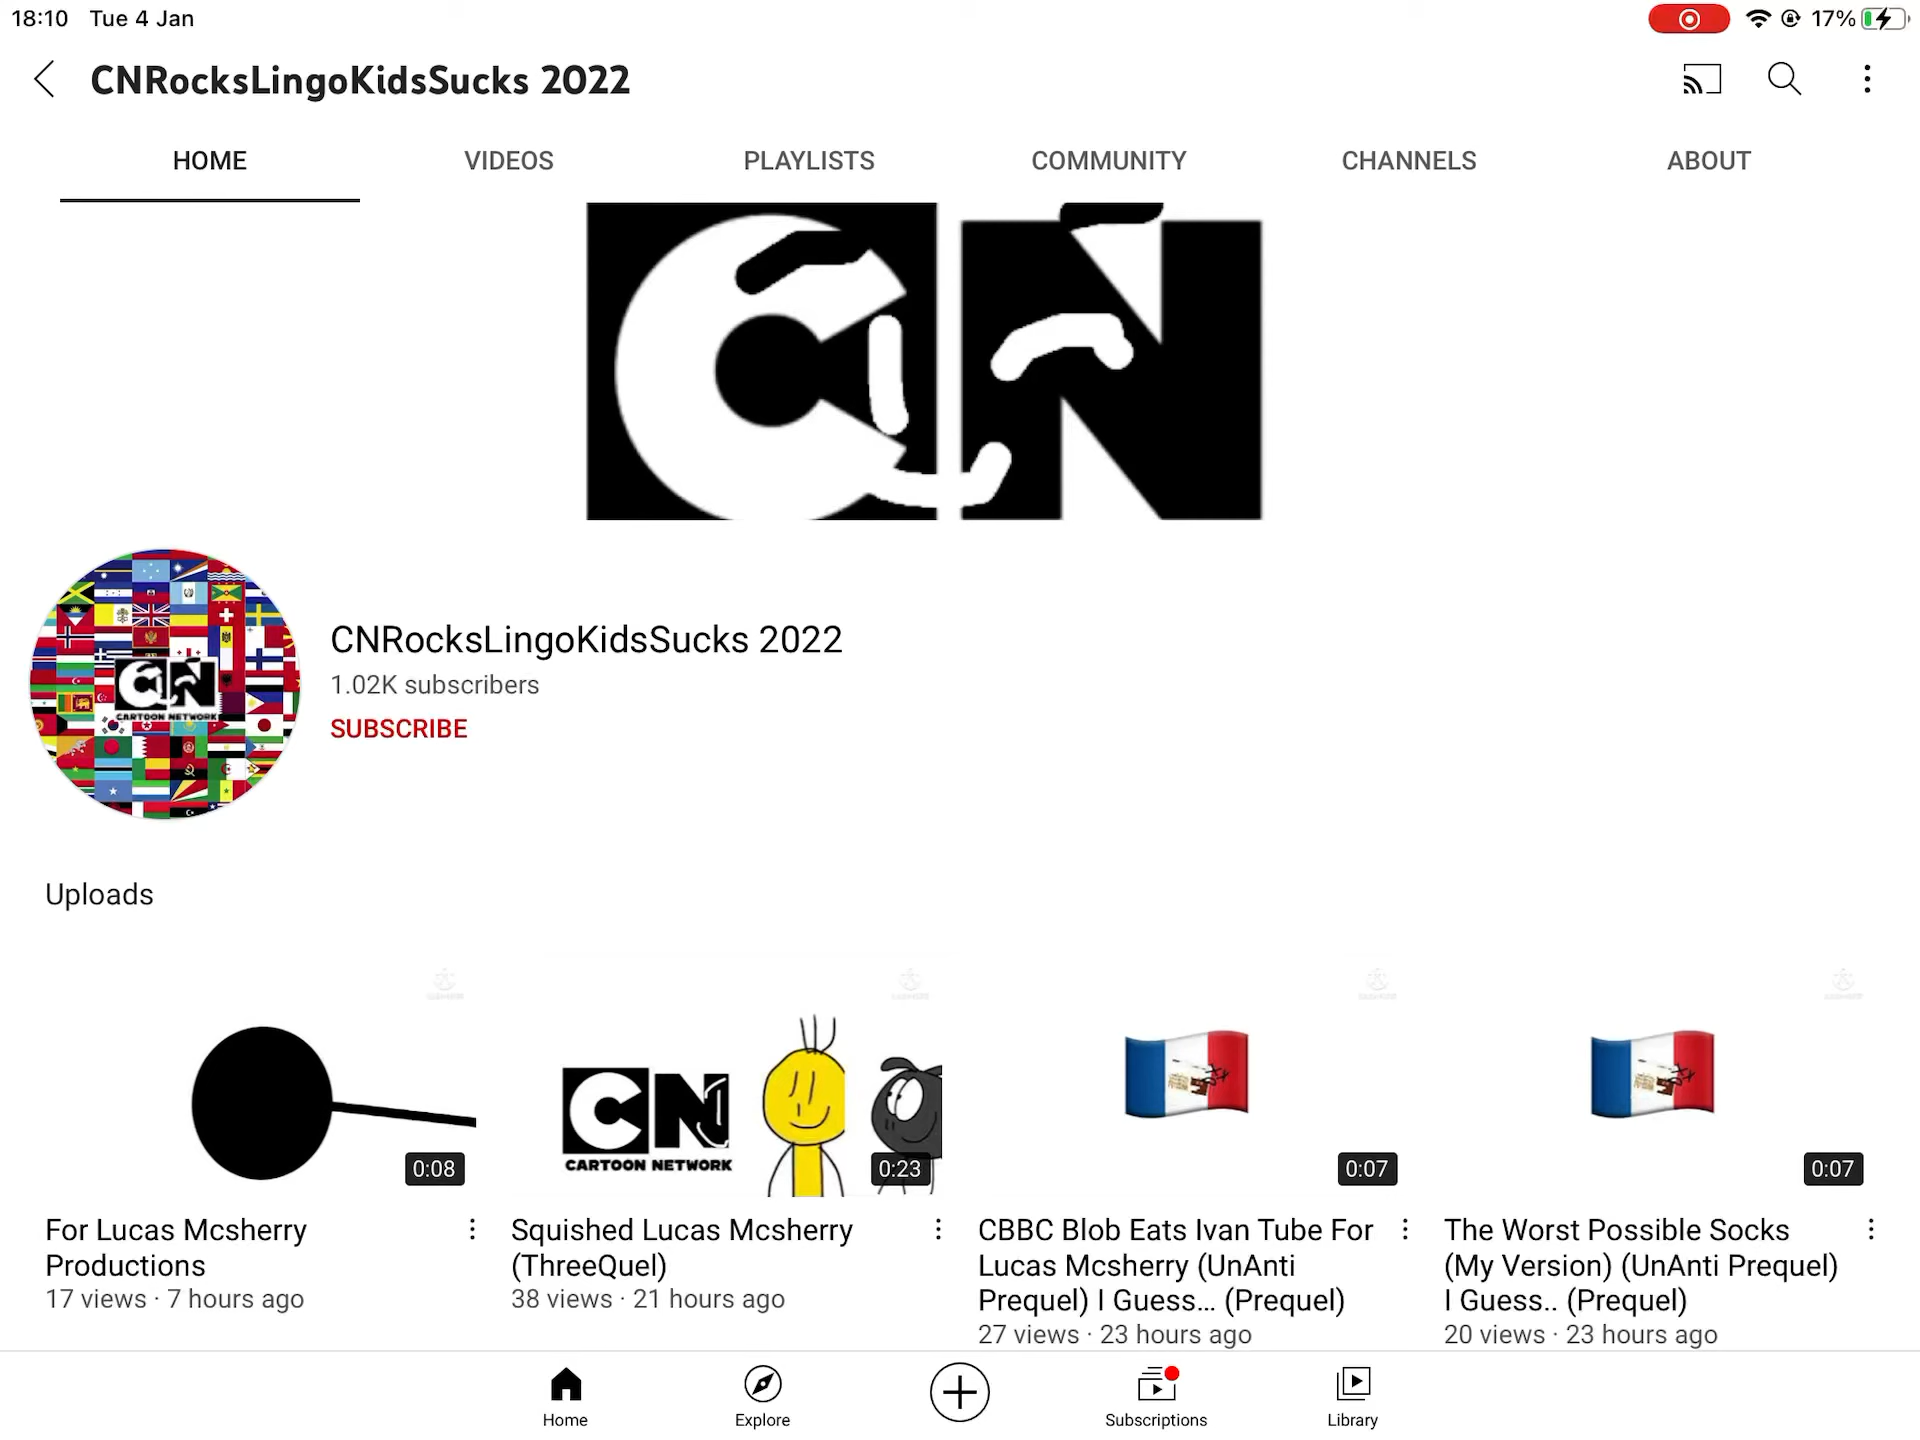 18:10 Tue 4 Jan
17%
CNRocksLingoKidsSucks 2022
HOME VIDEOS PLAYLISTS COMMUNITY CHANNELS ABOUT
CN
CN
CARTOON NETWORK
CNRocksLingoKidsSucks 2022
1.02K subscribers
SUBSCRIBE
Uploads
CN
CARTOON NETWORK
0:08
0:23
0:07
0:07
For Lucas Mcsherry
Productions
17 views · 7 hours ago
Squished Lucas Mcsherry
(ThreeQuel)
38 views · 21 hours ago
CBBC Blob Eats Ivan Tube For
Lucas Mcsherry (UnAnti
Prequel) I Guess... (Prequel)
27 views · 23 hours ago
The Worst Possible Socks
(My Version) (UnAnti Prequel)
I Guess.. (Prequel)
20 views · 23 hours ago
Home Explore Subscriptions Library